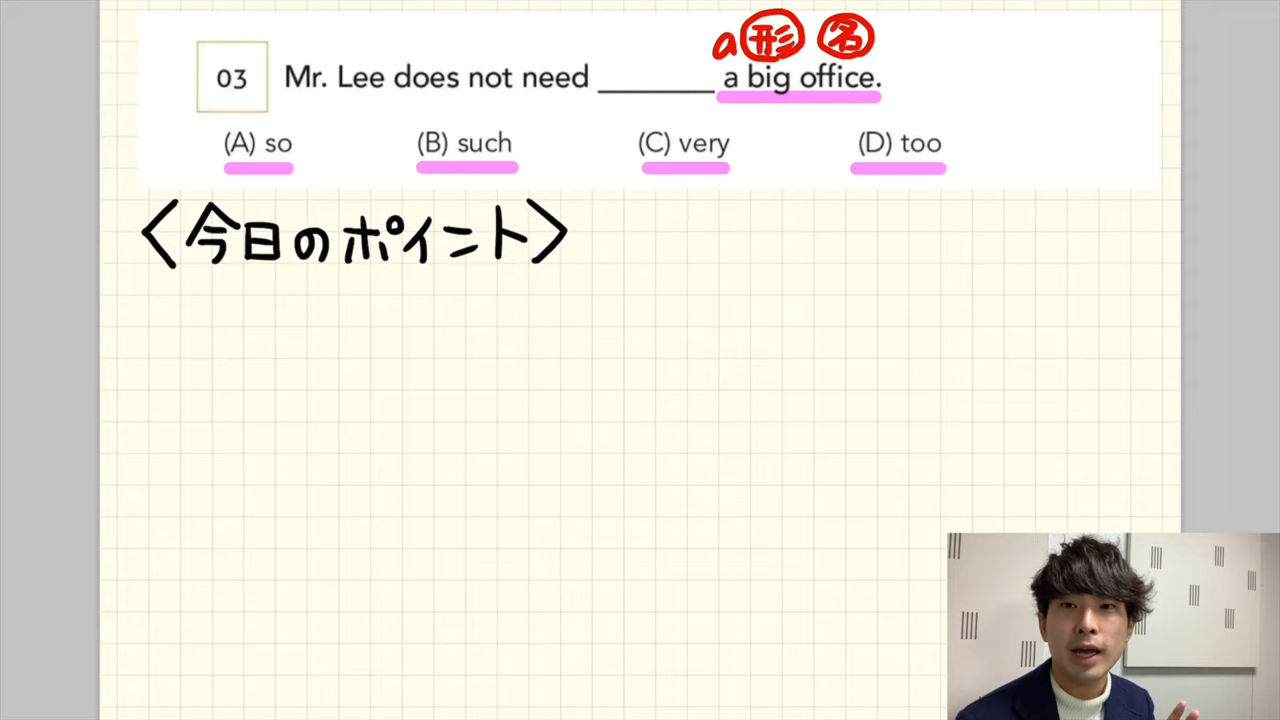 a 形 名
03 Mr. Lee does not need ________ a big office.
(A) so (B) such (C) very (D) too
〈今日のポイント〉